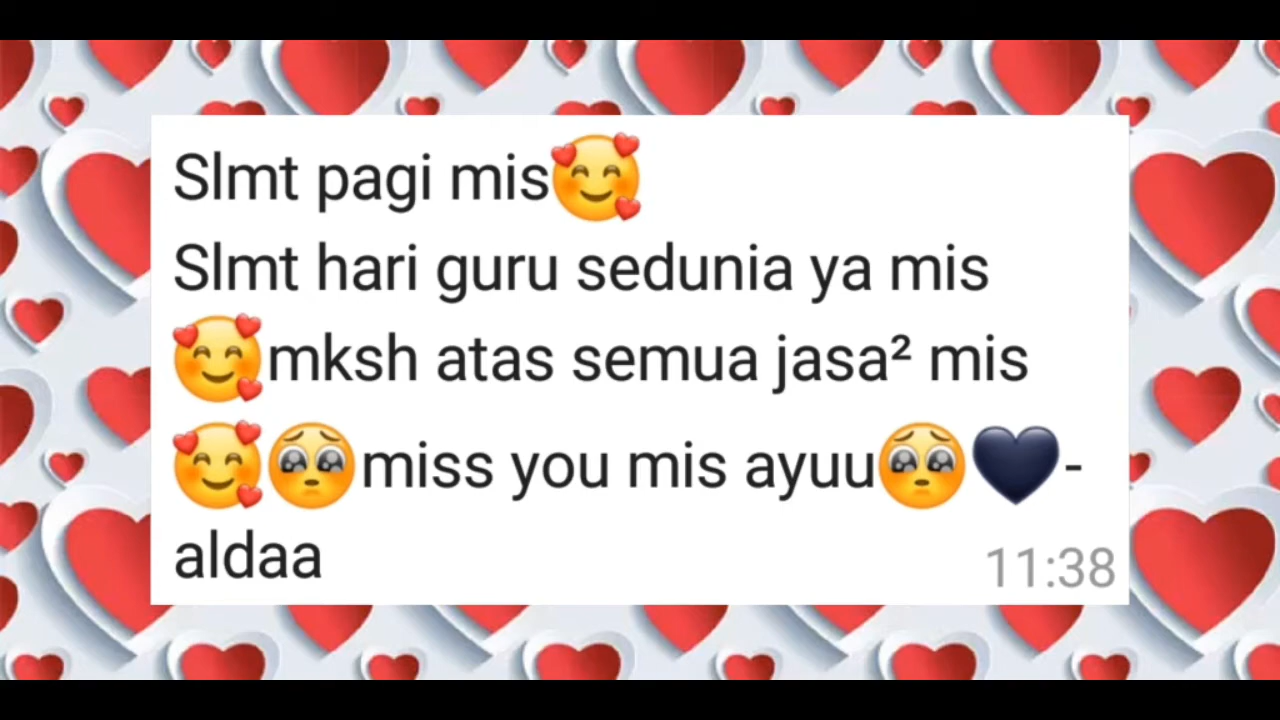 Slmt pagi mis🥰
Slmt hari guru sedunia ya mis
🥰mksh atas semua jasa² mis
🥰🥺miss you mis ayuu🥺🖤-
aldaa
11:38